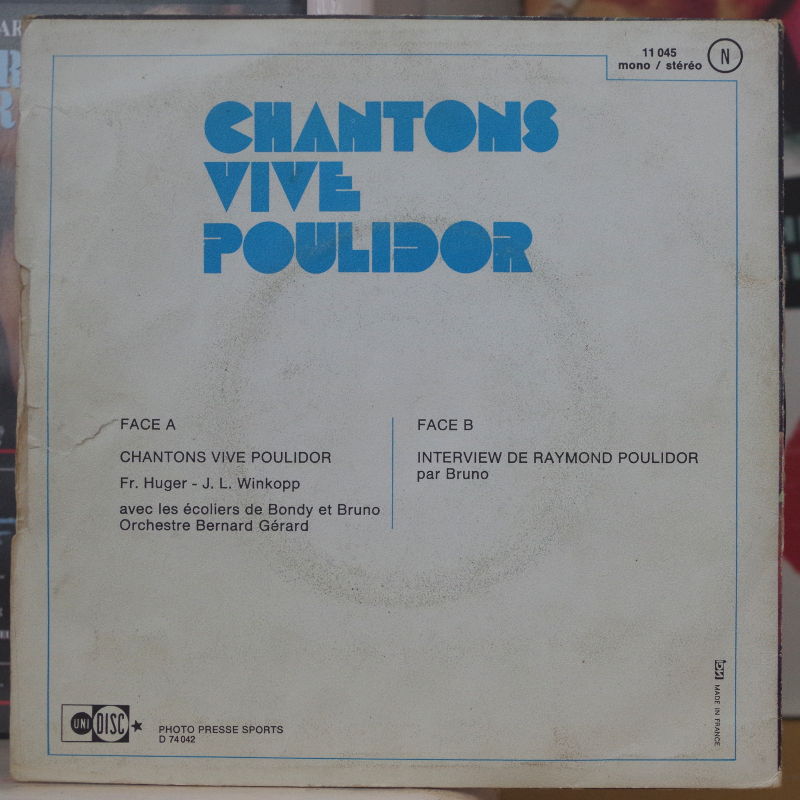 11 045
mono / stéréo
N
CHANTONS
VIVE
POULIDOR
FACE A
CHANTONS VIVE POULIDOR
Fr. Huger - J. L. Winkopp
avec les écoliers de Bondy et Bruno
Orchestre Bernard Gérard
FACE B
INTERVIEW DE RAYMOND POULIDOR
par Bruno
UNI DISC
PHOTO PRESSE SPORTS
D 74042
MADE IN FRANCE